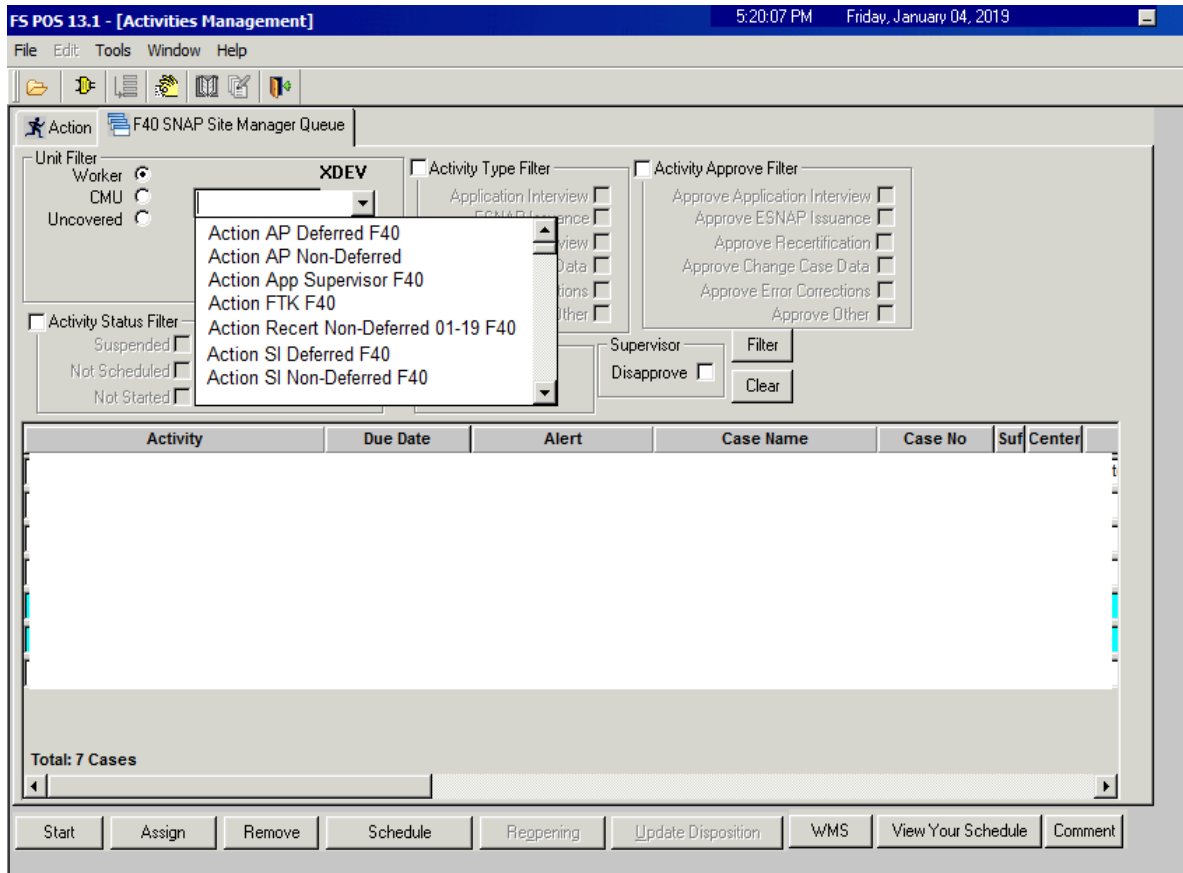 FS POS 13.1 - [Activities Management]
5:20:07 PM Friday, January 04, 2019
File Edit Tools Window Help
Action F40 SNAP Site Manager Queue
Unit Filter
Worker
XDEV
CMU
Uncovered
Action AP Deferred F40
Action AP Non-Deferred
Action App Supervisor F40
Action FTK F40
Action Recert Non-Deferred 01-19 F40
Action SI Deferred F40
Action SI Non-Deferred F40
Activity Type Filter
Application Interview
Activity Approve Filter
Approve Application Interview
Approve ESNAP Issuance
Approve Recertification
Approve Change Case Data
Approve Error Corrections
Approve Other
Activity Status Filter
Suspended
Not Scheduled
Not Started
Supervisor
Disapprove
Filter
Clear
Activity Due Date Alert Case Name Case No Suf Center
Total: 7 Cases
Start Assign Remove Schedule Reopening Update Disposition WMS View Your Schedule Comment